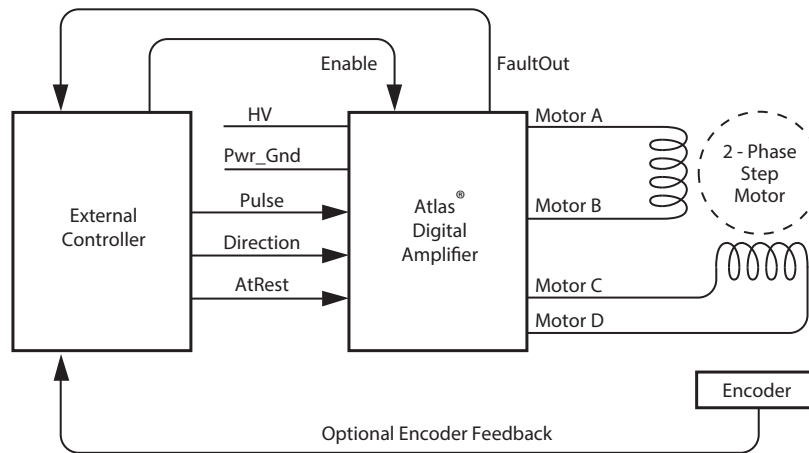 Enable
FaultOut
HV
Pwr_Gnd
Pulse
Direction
AtRest
External
Controller
Atlas®
Digital
Amplifier
Motor A
Motor B
Motor C
Motor D
2 - Phase
Step
Motor
Encoder
Optional Encoder Feedback